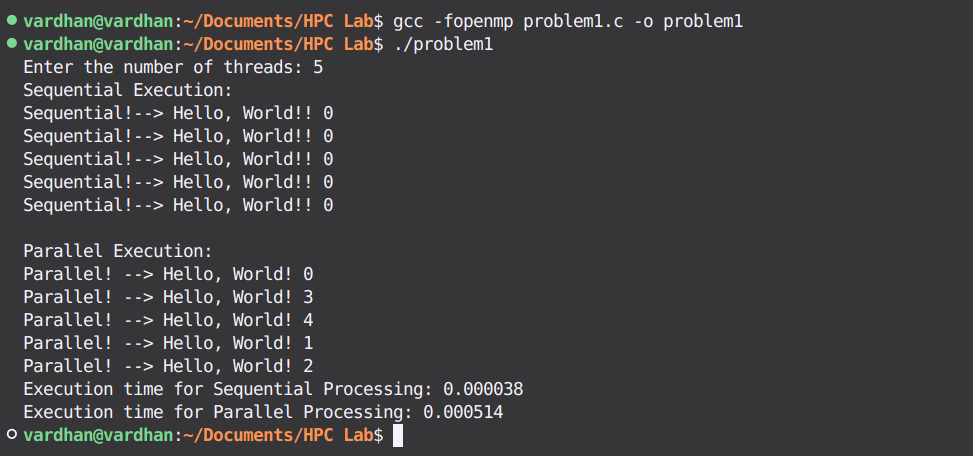 vardhan@vardhan:~/Documents/HPC Lab$ gcc -fopenmp problem1.c -o problem1
vardhan@vardhan:~/Documents/HPC Lab$ ./problem1
Enter the number of threads: 5
Sequential Execution:
Sequential!--> Hello, World!! 0
Sequential!--> Hello, World!! 0
Sequential!--> Hello, World!! 0
Sequential!--> Hello, World!! 0
Sequential!--> Hello, World!! 0
Parallel Execution:
Parallel! --> Hello, World! 0
Parallel! --> Hello, World! 3
Parallel! --> Hello, World! 4
Parallel! --> Hello, World! 1
Parallel! --> Hello, World! 2
Execution time for Sequential Processing: 0.000038
Execution time for Parallel Processing: 0.000514
vardhan@vardhan:~/Documents/HPC Lab$